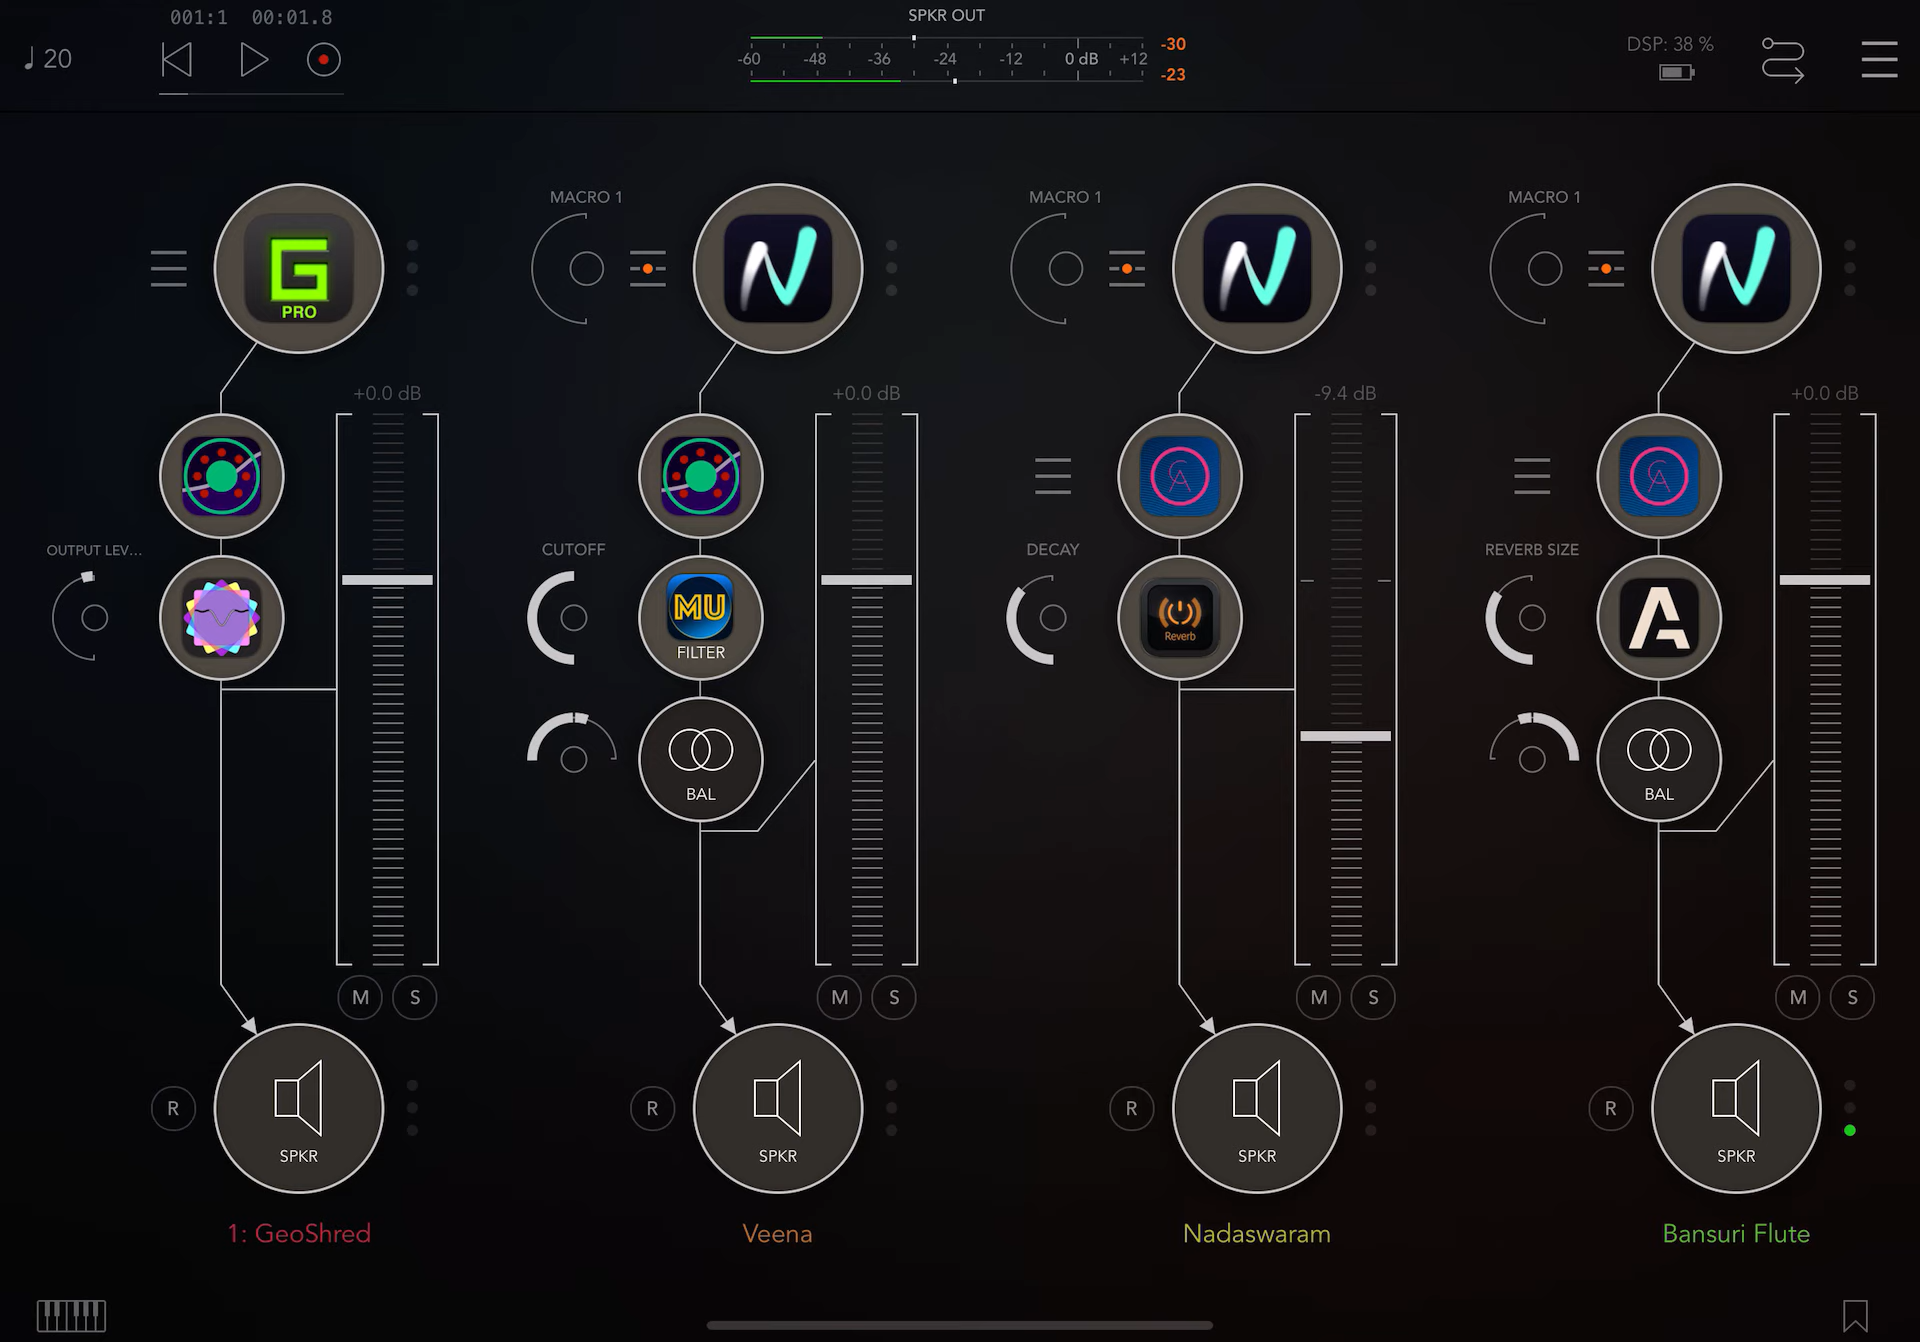 001:1 00:01.8
SPKR OUT
♩ 20
-60 -48 -36 -24 -12 0 dB +12
-30
-23
DSP: 38 %
MACRO 1
MACRO 1
MACRO 1
G
PRO
N
N
N
+0.0 dB
+0.0 dB
-9.4 dB
+0.0 dB
CA
CA
OUTPUT LEV...
CUTOFF
DECAY
REVERB SIZE
MU
FILTER
Reverb
A
BAL
BAL
M S
M S
M S
M S
R
R
R
R
SPKR
SPKR
SPKR
SPKR
1: GeoShred
Veena
Nadaswaram
Bansuri Flute